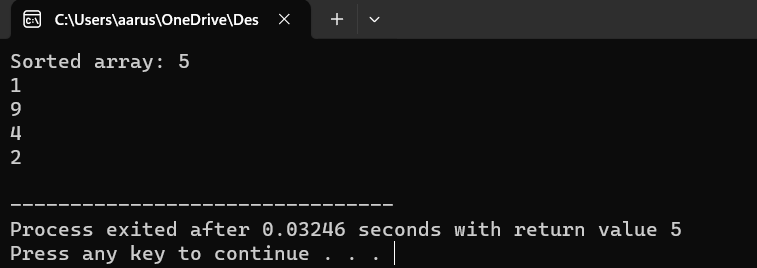 C:\Users\aarus\OneDrive\Des
Sorted array: 5
1
9
4
2
--------------------------------
Process exited after 0.03246 seconds with return value 5
Press any key to continue . . .